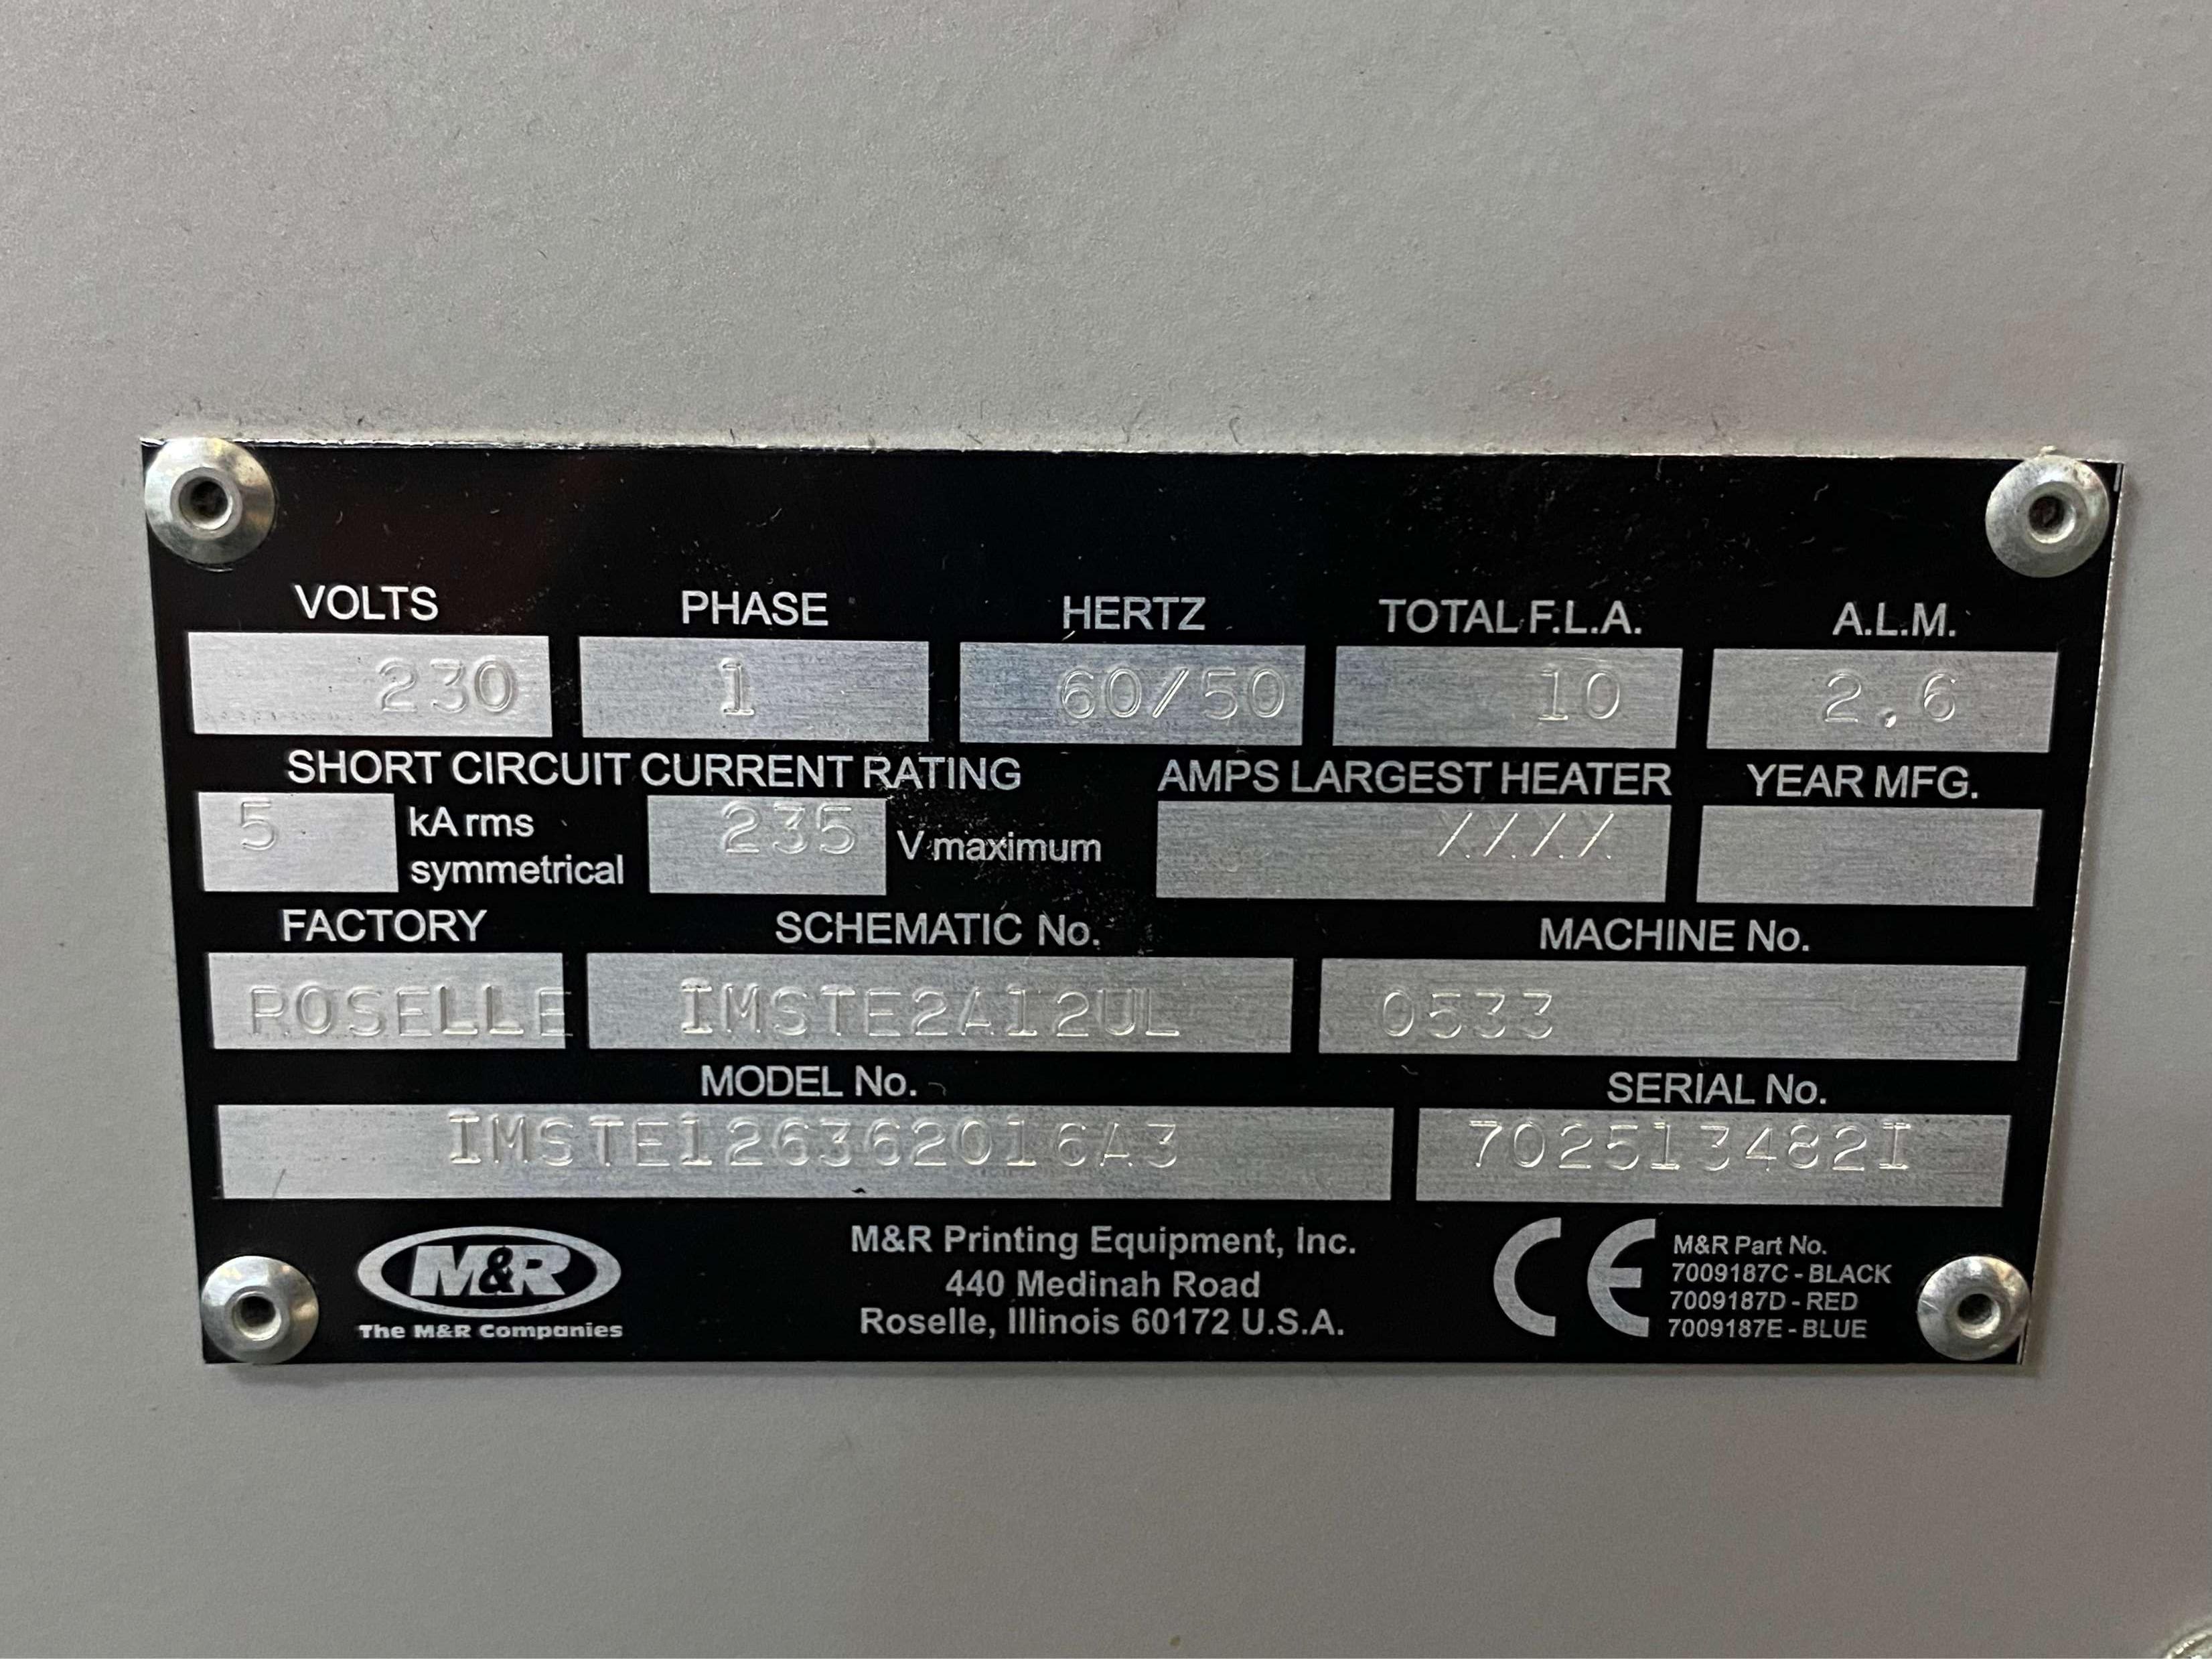 VOLTS PHASE HERTZ TOTAL F.L.A. A.L.M.
230 1 60/50 10 2.6
SHORT CIRCUIT CURRENT RATING AMPS LARGEST HEATER YEAR MFG.
5 kA rms symmetrical 235 V maximum XXXX
FACTORY SCHEMATIC No. MACHINE No.
ROSELLE IMSTE2A12UL 0533
MODEL No. SERIAL No.
IMSTE126362016A3 702513482I
M&R
The M&R Companies
M&R Printing Equipment, Inc.
440 Medinah Road
Roselle, Illinois 60172 U.S.A.
CE
M&R Part No.
7009187C - BLACK
7009187D - RED
7009187E - BLUE